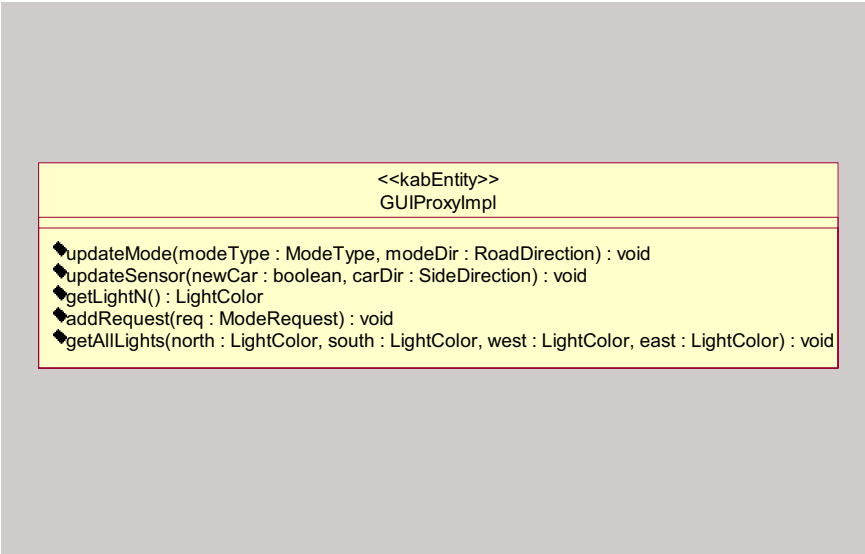 <<kabEntity>>
GUIProxyImpl
updateMode(modeType : ModeType, modeDir : RoadDirection) : void
updateSensor(newCar : boolean, carDir : SideDirection) : void
getLightN() : LightColor
addRequest(req : ModeRequest) : void
getAllLights(north : LightColor, south : LightColor, west : LightColor, east : LightColor) : void